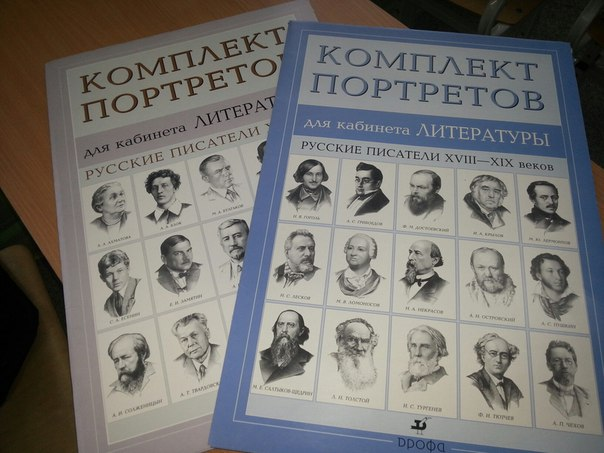 КОМПЛЕКТ
ПОРТРЕТОВ
для кабинета
РУССКИЕ ПИСАТЕЛИ
А. А. АХМАТОВА
А. А. БЛОК
М. А. БУЛГАКОВ
С. А. ЕСЕНИН
Е. И. ЗАМЯТИН
А. И. СОЛЖЕНИЦЫН
А. Т. ТВАРДОВСКИЙ
КОМПЛЕКТ
ПОРТРЕТОВ
для кабинета ЛИТЕРАТУРЫ
РУССКИЕ ПИСАТЕЛИ XVIII—XIX веков
Н. В. ГОГОЛЬ
А. С. ГРИБОЕДОВ
Ф. М. ДОСТОЕВСКИЙ
И. А. КРЫЛОВ
М. Ю. ЛЕРМОНТОВ
Н. С. ЛЕСКОВ
М. В. ЛОМОНОСОВ
Н. А. НЕКРАСОВ
А. Н. ОСТРОВСКИЙ
А. С. ПУШКИН
М. Е. САЛТЫКОВ-ЩЕДРИН
Л. Н. ТОЛСТОЙ
И. С. ТУРГЕНЕВ
Ф. И. ТЮТЧЕВ
А. П. ЧЕХОВ
ДРОФА